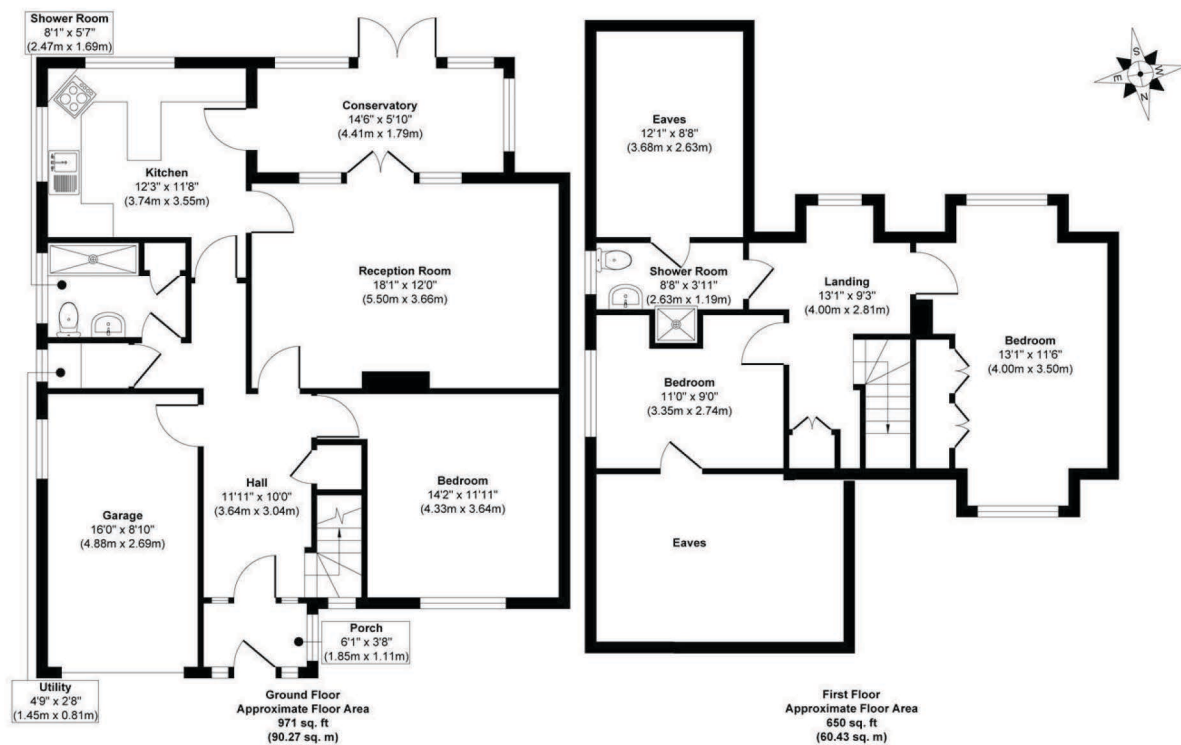 Shower Room
8'1" x 5'7"
(2.47m x 1.69m)
Conservatory
14'6" x 5'10"
(4.41m x 1.79m)
Kitchen
12'3" x 11'8"
(3.74m x 3.55m)
Reception Room
18'1" x 12'0"
(5.50m x 3.66m)
Hall
11'11" x 10'0"
(3.64m x 3.04m)
Bedroom
14'2" x 11'11"
(4.33m x 3.64m)
Garage
16'0" x 8'10"
(4.88m x 2.69m)
Porch
6'1" x 3'8"
(1.85m x 1.11m)
Utility
4'9" x 2'8"
(1.45m x 0.81m)
Ground Floor
Approximate Floor Area
971 sq. ft
(90.27 sq. m)
Eaves
12'1" x 8'8"
(3.68m x 2.63m)
Shower Room
8'8" x 3'11"
(2.63m x 1.19m)
Landing
13'1" x 9'3"
(4.00m x 2.81m)
Bedroom
13'1" x 11'6"
(4.00m x 3.50m)
Bedroom
11'0" x 9'0"
(3.35m x 2.74m)
Eaves
First Floor
Approximate Floor Area
650 sq. ft
(60.43 sq. m)
S
E
W
N